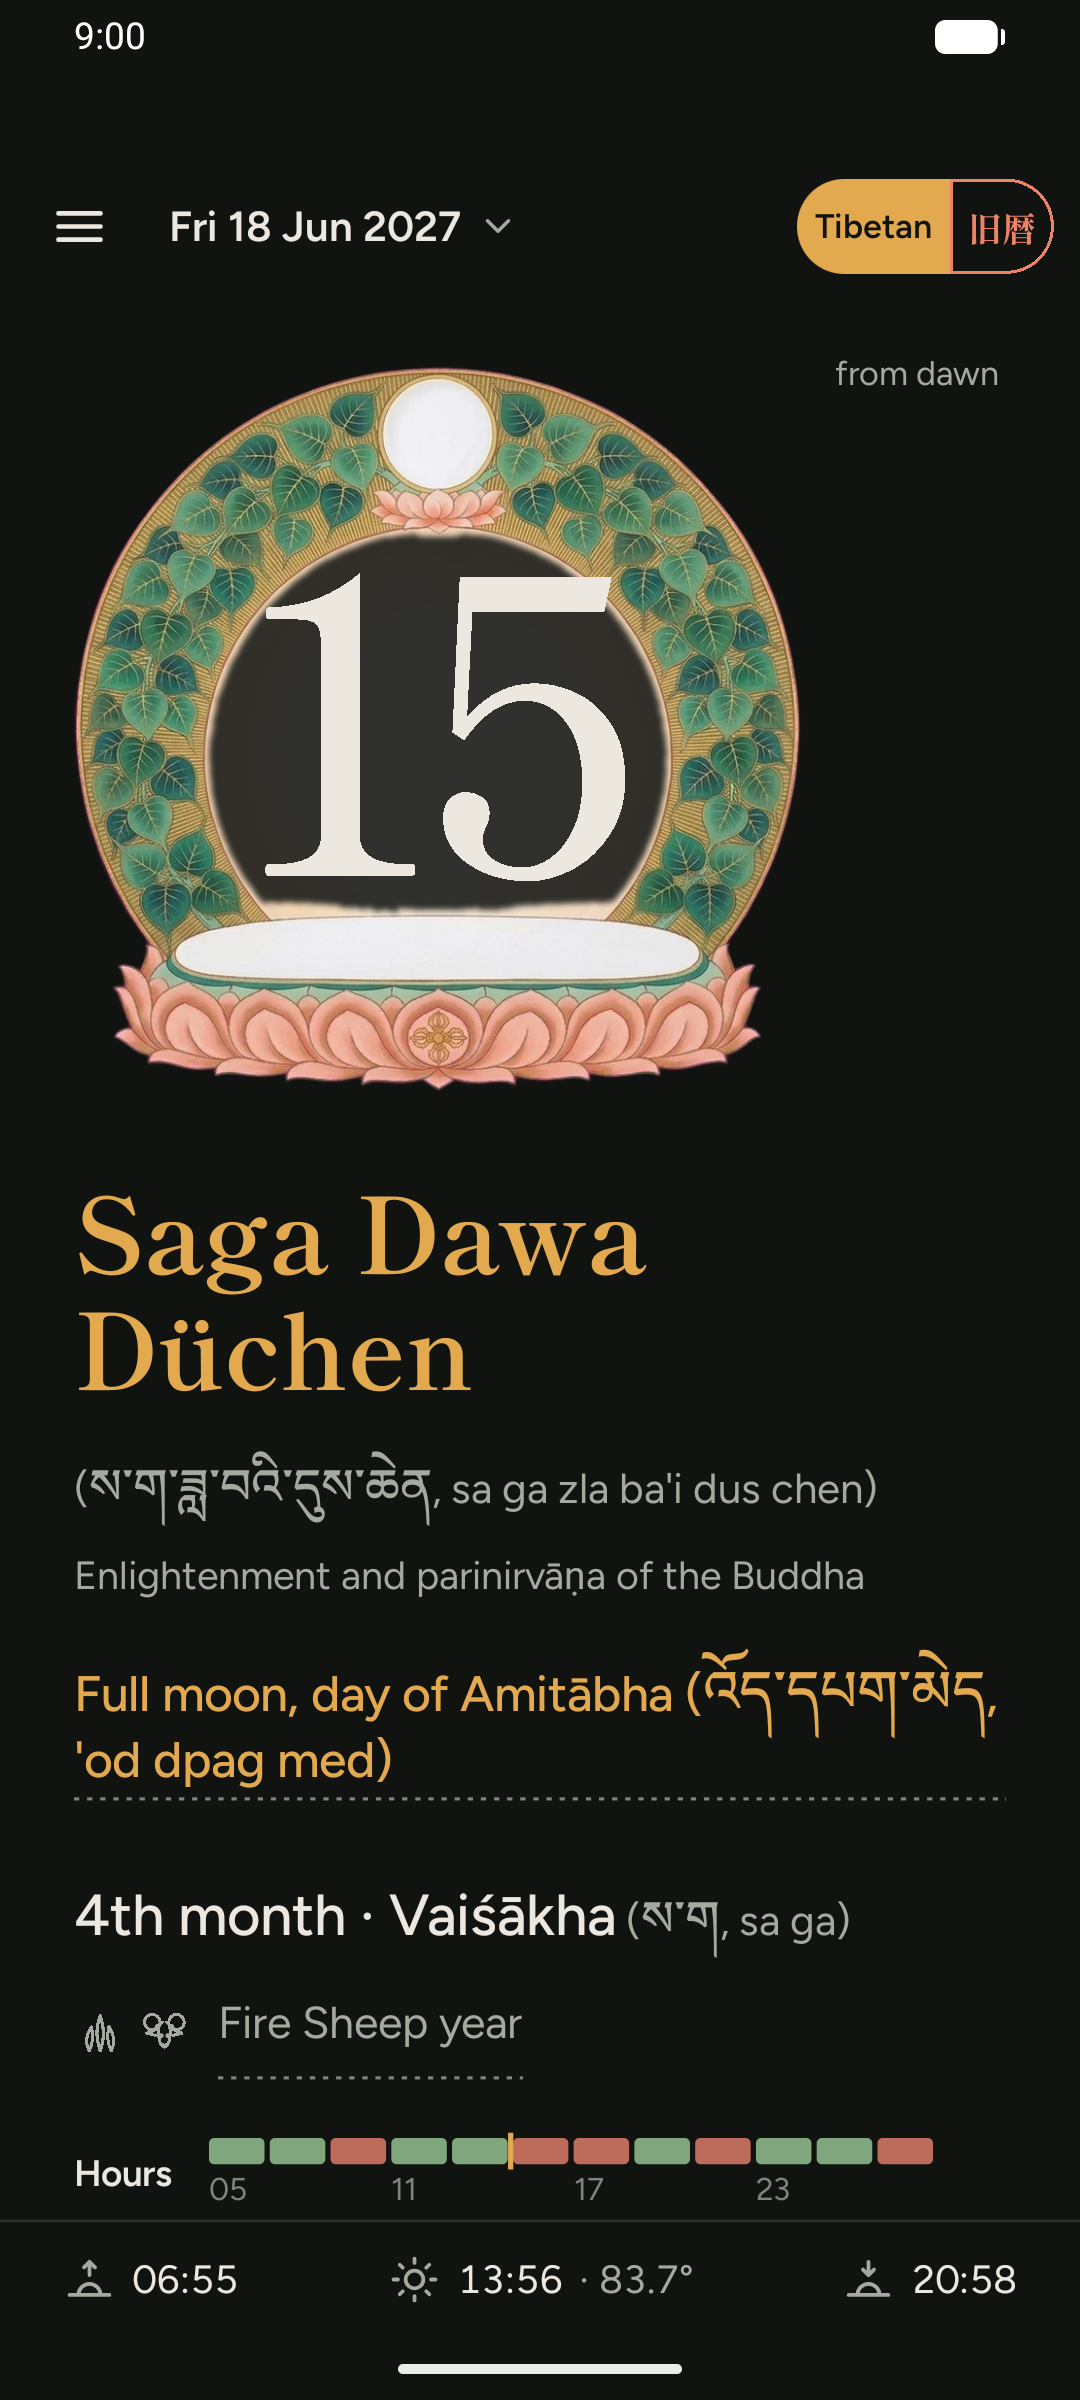 9:00
Fri 18 Jun 2027
Tibetan 旧暦
from dawn
15
Saga Dawa
Düchen
(ས་ག་ཟླ་བའི་དུས་ཆེན, sa ga zla ba'i dus chen)
Enlightenment and parinirvāṇa of the Buddha
Full moon, day of Amitābha (འོད་དཔག་མེད,
'od dpag med)
4th month · Vaiśākha (ས་ག, sa ga)
Fire Sheep year
Hours
05 11 17 23
06:55 13:56 · 83.7° 20:58